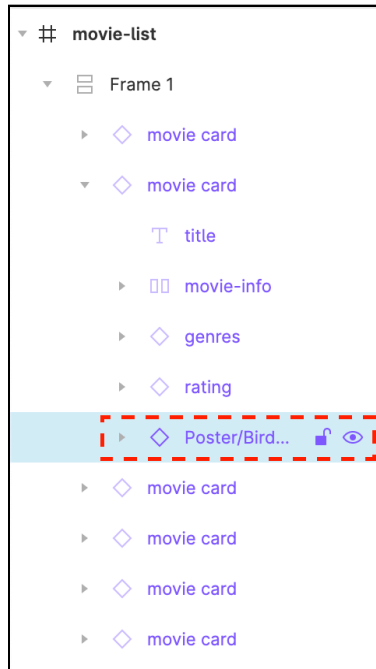 movie-list
Frame 1
movie card
movie card
title
movie-info
genres
rating
Poster/Bird...
movie card
movie card
movie card
movie card